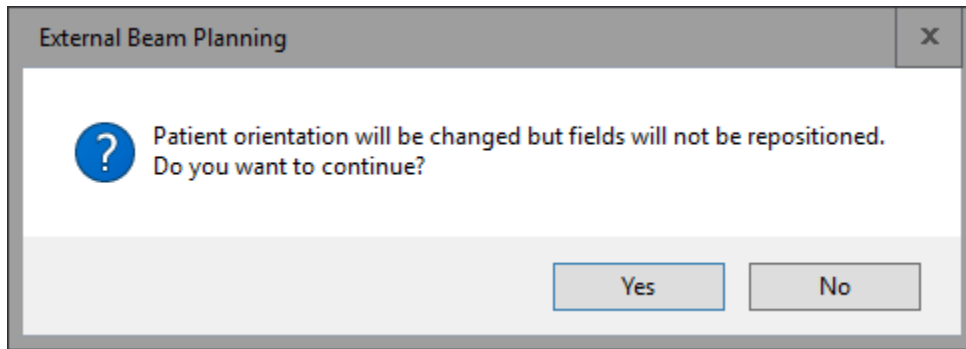 External Beam Planning
Patient orientation will be changed but fields will not be repositioned.
Do you want to continue?
Yes
No